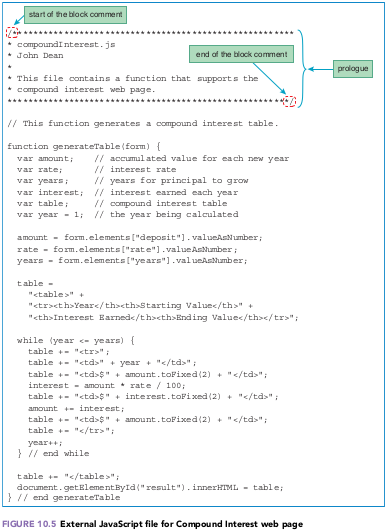 start of the block comment
/*********************************************************
* compoundInterest.js
* John Dean
end of the block comment
*
* This file contains a function that supports the
prologue
* compound interest web page.
*********************************************************/
// This function generates a compound interest table.
function generateTable(form) {
var amount;    // accumulated value for each new year
var rate;      // interest rate
var years;     // years for principal to grow
var interest;  // interest earned each year
var table;     // compound interest table
var year = 1;  // the year being calculated
amount = form.elements["deposit"].valueAsNumber;
rate = form.elements["rate"].valueAsNumber;
years = form.elements["years"].valueAsNumber;
table =
"<table>" +
"<tr><th>Year</th><th>Starting Value</th>" +
"<th>Interest Earned</th><th>Ending Value</th></tr>";
while (year <= years) {
table += "<tr>";
table += "<td>" + year + "</td>";
table += "<td>$" + amount.toFixed(2) + "</td>";
interest = amount * rate / 100;
table += "<td>$" + interest.toFixed(2) + "</td>";
amount += interest;
table += "<td>$" + amount.toFixed(2) + "</td>";
table += "</tr>";
year++;
} // end while
table += "</table>";
document.getElementById("result").innerHTML = table;
} // end generateTable
FIGURE 10.5 External JavaScript file for Compound Interest web page